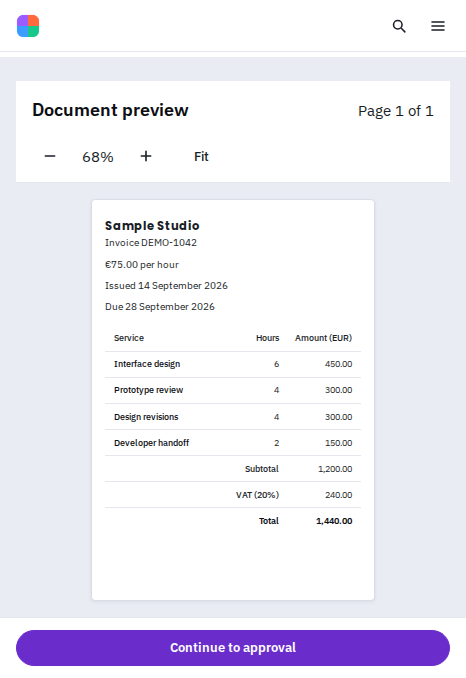 Document preview
Page 1 of 1
− 68% + Fit
Sample Studio
Invoice DEMO-1042
€75.00 per hour
Issued 14 September 2026
Due 28 September 2026
Service Hours Amount (EUR)
Interface design 6 450.00
Prototype review 4 300.00
Design revisions 4 300.00
Developer handoff 2 150.00
Subtotal 1,200.00
VAT (20%) 240.00
Total 1,440.00
Continue to approval